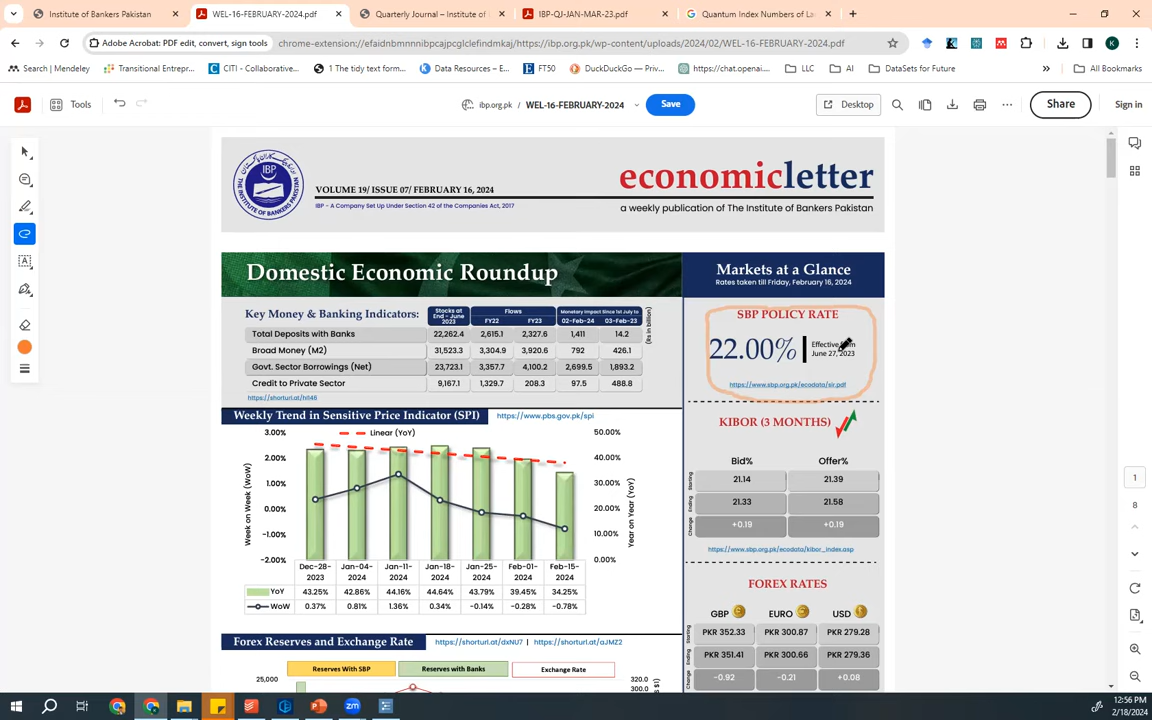 Institute of Bankers Pakistan
WEL-16-FEBRUARY-2024.pdf
Quarterly Journal – Institute of
IBP-QJ-JAN-MAR-23.pdf
Quantum Index Numbers of La
Adobe Acrobat: PDF edit, convert, sign tools
chrome-extension://efaidnbmnnnibpcajpcglclefindmkaj/https://ibp.org.pk/wp-content/uploads/2024/02/WEL-16-FEBRUARY-2024.pdf
K
Search | Mendeley
Transitional Entrepr...
CITI - Collaborative...
1 The tidy text form...
Data Resources – E...
FT50
DuckDuckGo — Priv...
https://chat.openai....
LLC
AI
DataSets for Future
All Bookmarks
Tools
ibp.org.pk / WEL-16-FEBRUARY-2024
Save
Desktop
Share
Sign in
IBP
VOLUME 19/ ISSUE 07/ FEBRUARY 16, 2024
IBP - A Company Set Up Under Section 42 of the Companies Act, 2017
economicletter
a weekly publication of The Institute of Bankers Pakistan
Domestic Economic Roundup
Key Money & Banking Indicators: Stocks at End - June 2023 Flows Monetary Impact Since 1st July to
FY22 FY23 02-Feb-24 03-Feb-23
(Rs in billion)
Total Deposits with Banks 22,262.4 2,615.1 2,327.6 1,411 14.2
Broad Money (M2) 31,523.3 3,304.9 3,920.6 792 426.1
Govt. Sector Borrowings (Net) 23,723.1 3,357.7 4,100.2 2,699.5 1,893.2
Credit to Private Sector 9,167.1 1,329.7 208.3 97.5 488.8
Weekly Trend in Sensitive Price Indicator (SPI) https://www.pbs.gov.pk/spi
Linear (YoY)
Week on Week (WoW)
3.00%
2.00%
1.00%
0.00%
-1.00%
-2.00%
50.00%
40.00%
30.00%
20.00%
10.00%
0.00%
Year on Year (YoY)
Dec-28-2023 Jan-04-2024 Jan-11-2024 Jan-18-2024 Jan-25-2024 Feb-01-2024 Feb-15-2024
YoY 43.25% 42.86% 44.16% 44.64% 43.79% 39.45% 34.25%
WoW 0.37% 0.81% 1.36% 0.34% -0.14% -0.28% -0.78%
Forex Reserves and Exchange Rate https://shorturl.at/dxNU7 | https://shorturl.at/aJMZ2
Reserves With SBP Reserves with Banks Exchange Rate
25,000
320.0
300.0
Markets at a Glance
Rates taken till Friday, February 16, 2024
SBP POLICY RATE
22.00%
Effective from
June 27, 2023
https://www.sbp.org.pk/ecodata/sir.pdf
KIBOR (3 MONTHS)
Bid% Offer%
Starting 21.14 21.39
Ending 21.33 21.58
Change +0.19 +0.19
https://www.sbp.org.pk/ecodata/kibor_index.asp
FOREX RATES
GBP EURO USD
Starting PKR 352.33 PKR 300.87 PKR 279.28
Ending PKR 351.41 PKR 300.66 PKR 279.36
-0.92 -0.21 +0.08
1
8
12:56 PM
2/18/2024